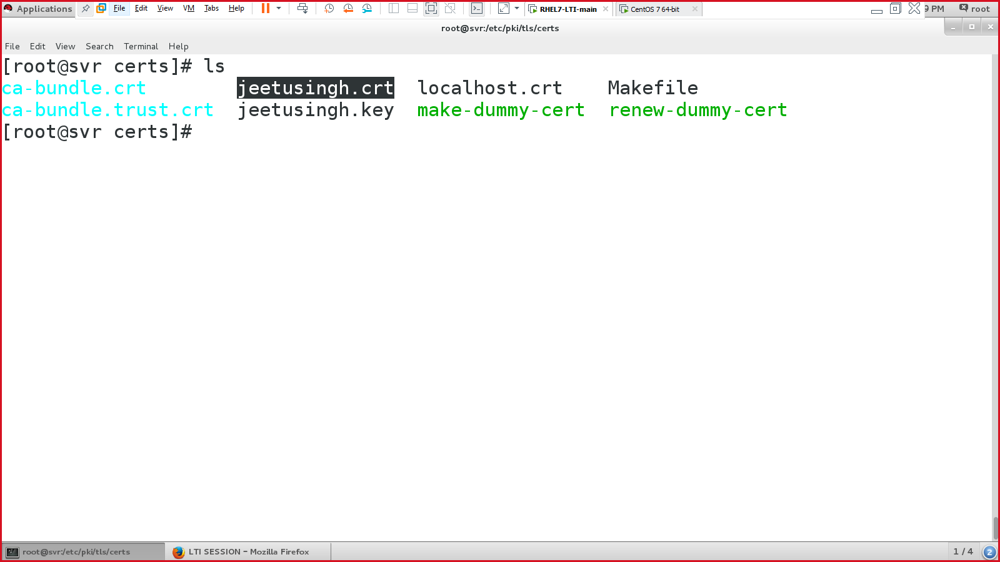 Applications File Edit View VM Tabs Help RHEL7-LTI-main CentOS 7 64-bit 9 PM root
root@svr:/etc/pki/tls/certs
File Edit View Search Terminal Help
[root@svr certs]# ls
ca-bundle.crt jeetusingh.crt localhost.crt Makefile
ca-bundle.trust.crt jeetusingh.key make-dummy-cert renew-dummy-cert
[root@svr certs]#
root@svr:/etc/pki/tls/certs LTI SESSION - Mozilla Firefox 1 / 4 2